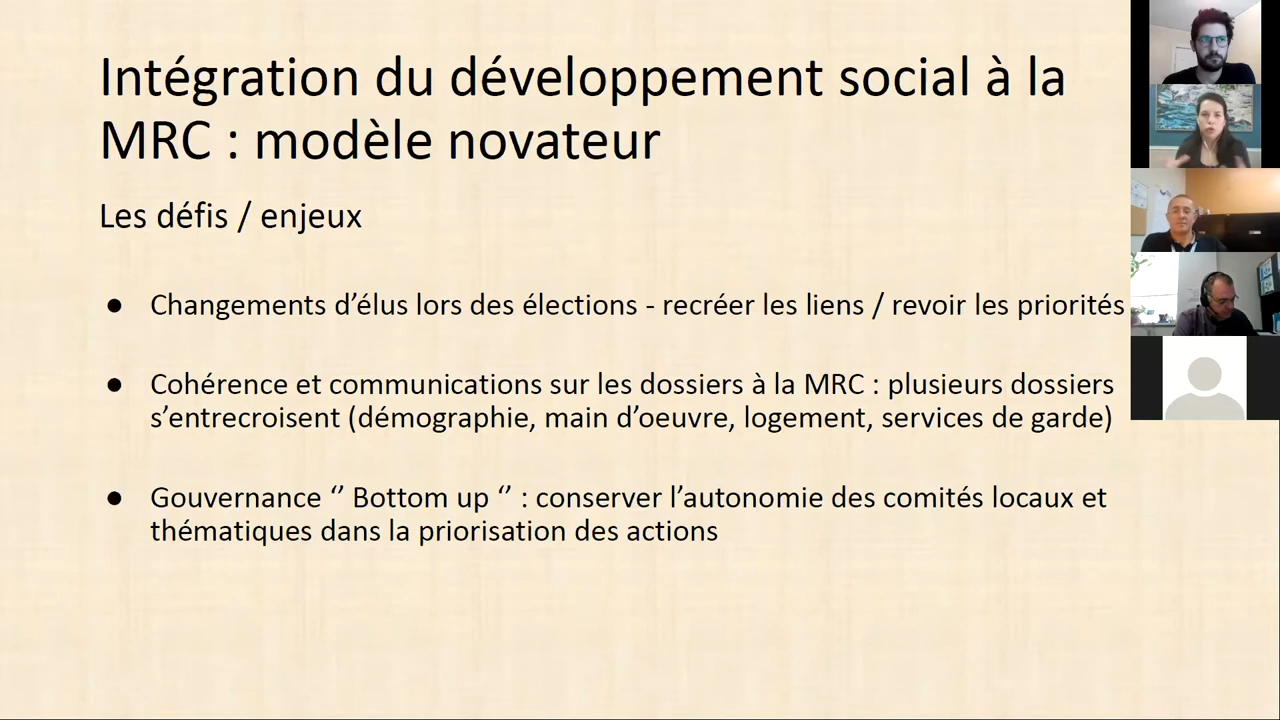 Intégration du développement social à la
MRC : modèle novateur
Les défis / enjeux
● Changements d’élus lors des élections - recréer les liens / revoir les priorités
● Cohérence et communications sur les dossiers à la MRC : plusieurs dossiers
s’entrecroisent (démographie, main d’oeuvre, logement, services de garde)
● Gouvernance ‘’ Bottom up ‘’ : conserver l’autonomie des comités locaux et
thématiques dans la priorisation des actions